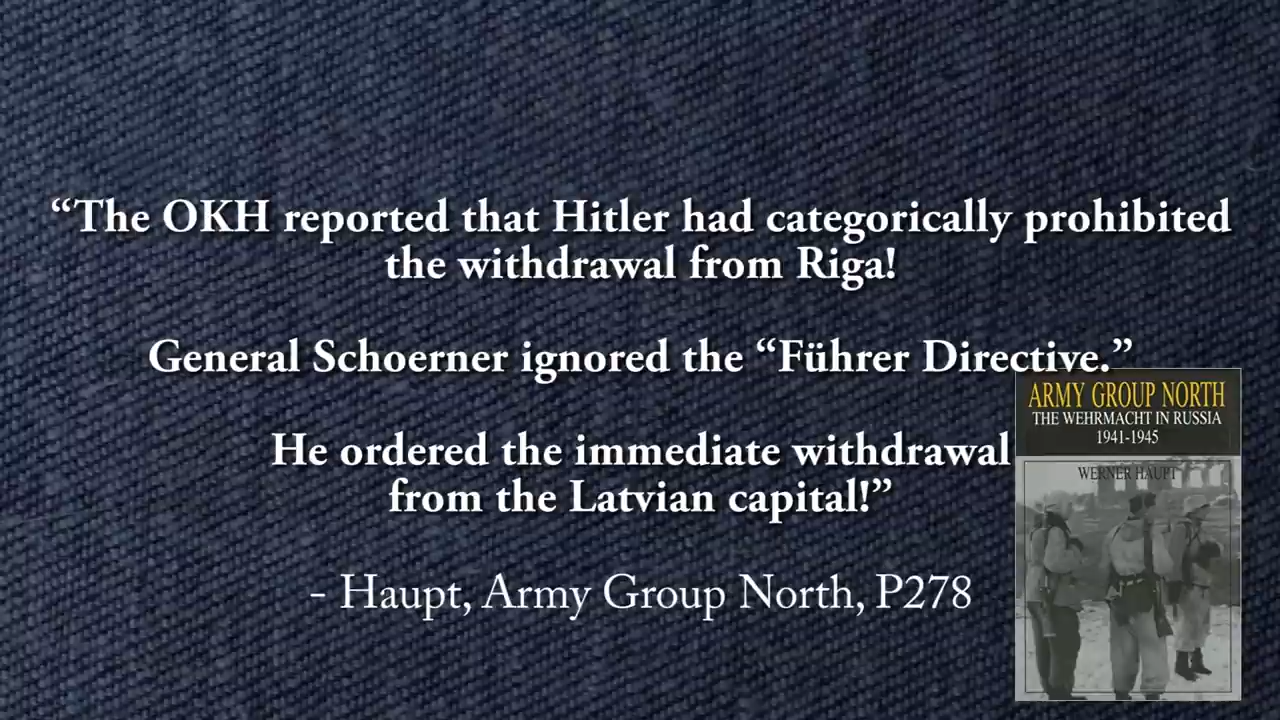 “The OKH reported that Hitler had categorically prohibited
the withdrawal from Riga!
General Schoerner ignored the “Führer Directive.”
He ordered the immediate withdrawal
from the Latvian capital!”
- Haupt, Army Group North, P278
ARMY GROUP NORTH
THE WEHRMACHT IN RUSSIA
1941-1945
WERNER HAUPT